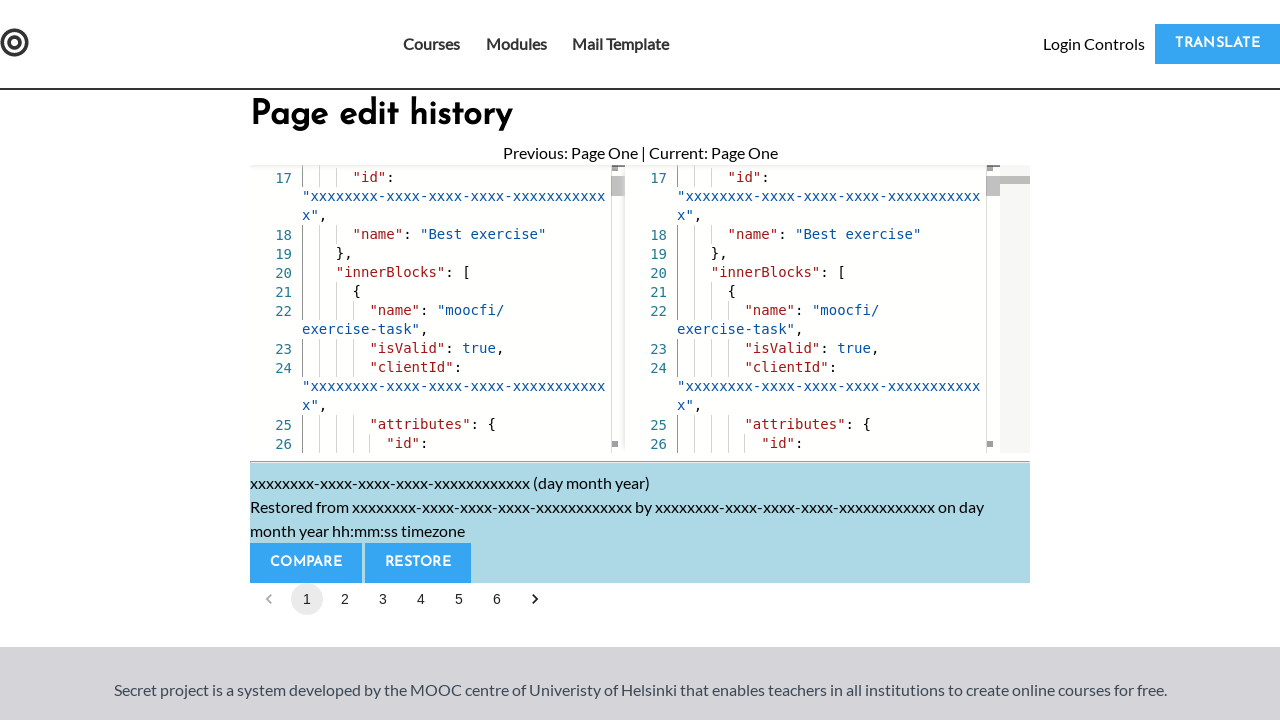 Courses Modules Mail Template Login Controls TRANSLATE
Page edit history
Previous: Page One | Current: Page One
17 "id": 17 "id":
"xxxxxxxx-xxxx-xxxx-xxxx-xxxxxxxxxxx "xxxxxxxx-xxxx-xxxx-xxxx-xxxxxxxxxxx
x", x",
18 "name": "Best exercise" 18 "name": "Best exercise"
19 }, 19 },
20 "innerBlocks": [ 20 "innerBlocks": [
21 { 21 {
22 "name": "moocfi/ 22 "name": "moocfi/
exercise-task", exercise-task",
23 "isValid": true, 23 "isValid": true,
24 "clientId": 24 "clientId":
"xxxxxxxx-xxxx-xxxx-xxxx-xxxxxxxxxxx "xxxxxxxx-xxxx-xxxx-xxxx-xxxxxxxxxxx
x", x",
25 "attributes": { 25 "attributes": {
26 "id": 26 "id":
xxxxxxxx-xxxx-xxxx-xxxx-xxxxxxxxxxxx (day month year)
Restored from xxxxxxxx-xxxx-xxxx-xxxx-xxxxxxxxxxxx by xxxxxxxx-xxxx-xxxx-xxxx-xxxxxxxxxxxx on day
month year hh:mm:ss timezone
COMPARE RESTORE
1 2 3 4 5 6
Secret project is a system developed by the MOOC centre of Univeristy of Helsinki that enables teachers in all institutions to create online courses for free.